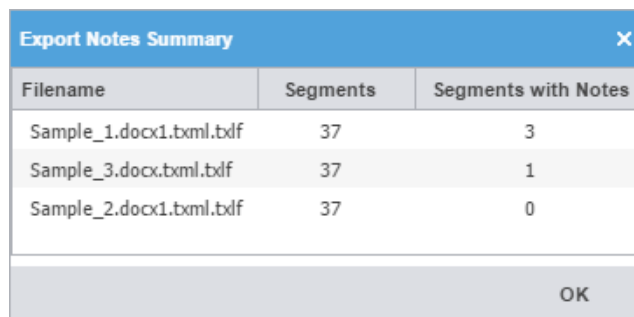 Export Notes Summary ×
Filename Segments Segments with Notes
Sample_1.docx1.txml.txlf 37 3
Sample_3.docx.txml.txlf 37 1
Sample_2.docx1.txml.txlf 37 0
OK